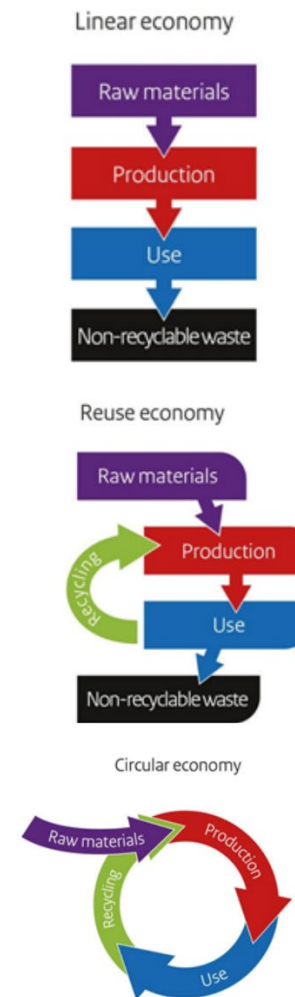 Linear economy
Raw materials
Production
Use
Non-recyclable waste
Reuse economy
Raw materials
Production
Recycling
Use
Non-recyclable waste
Circular economy
Raw materials
Production
Recycling
Use